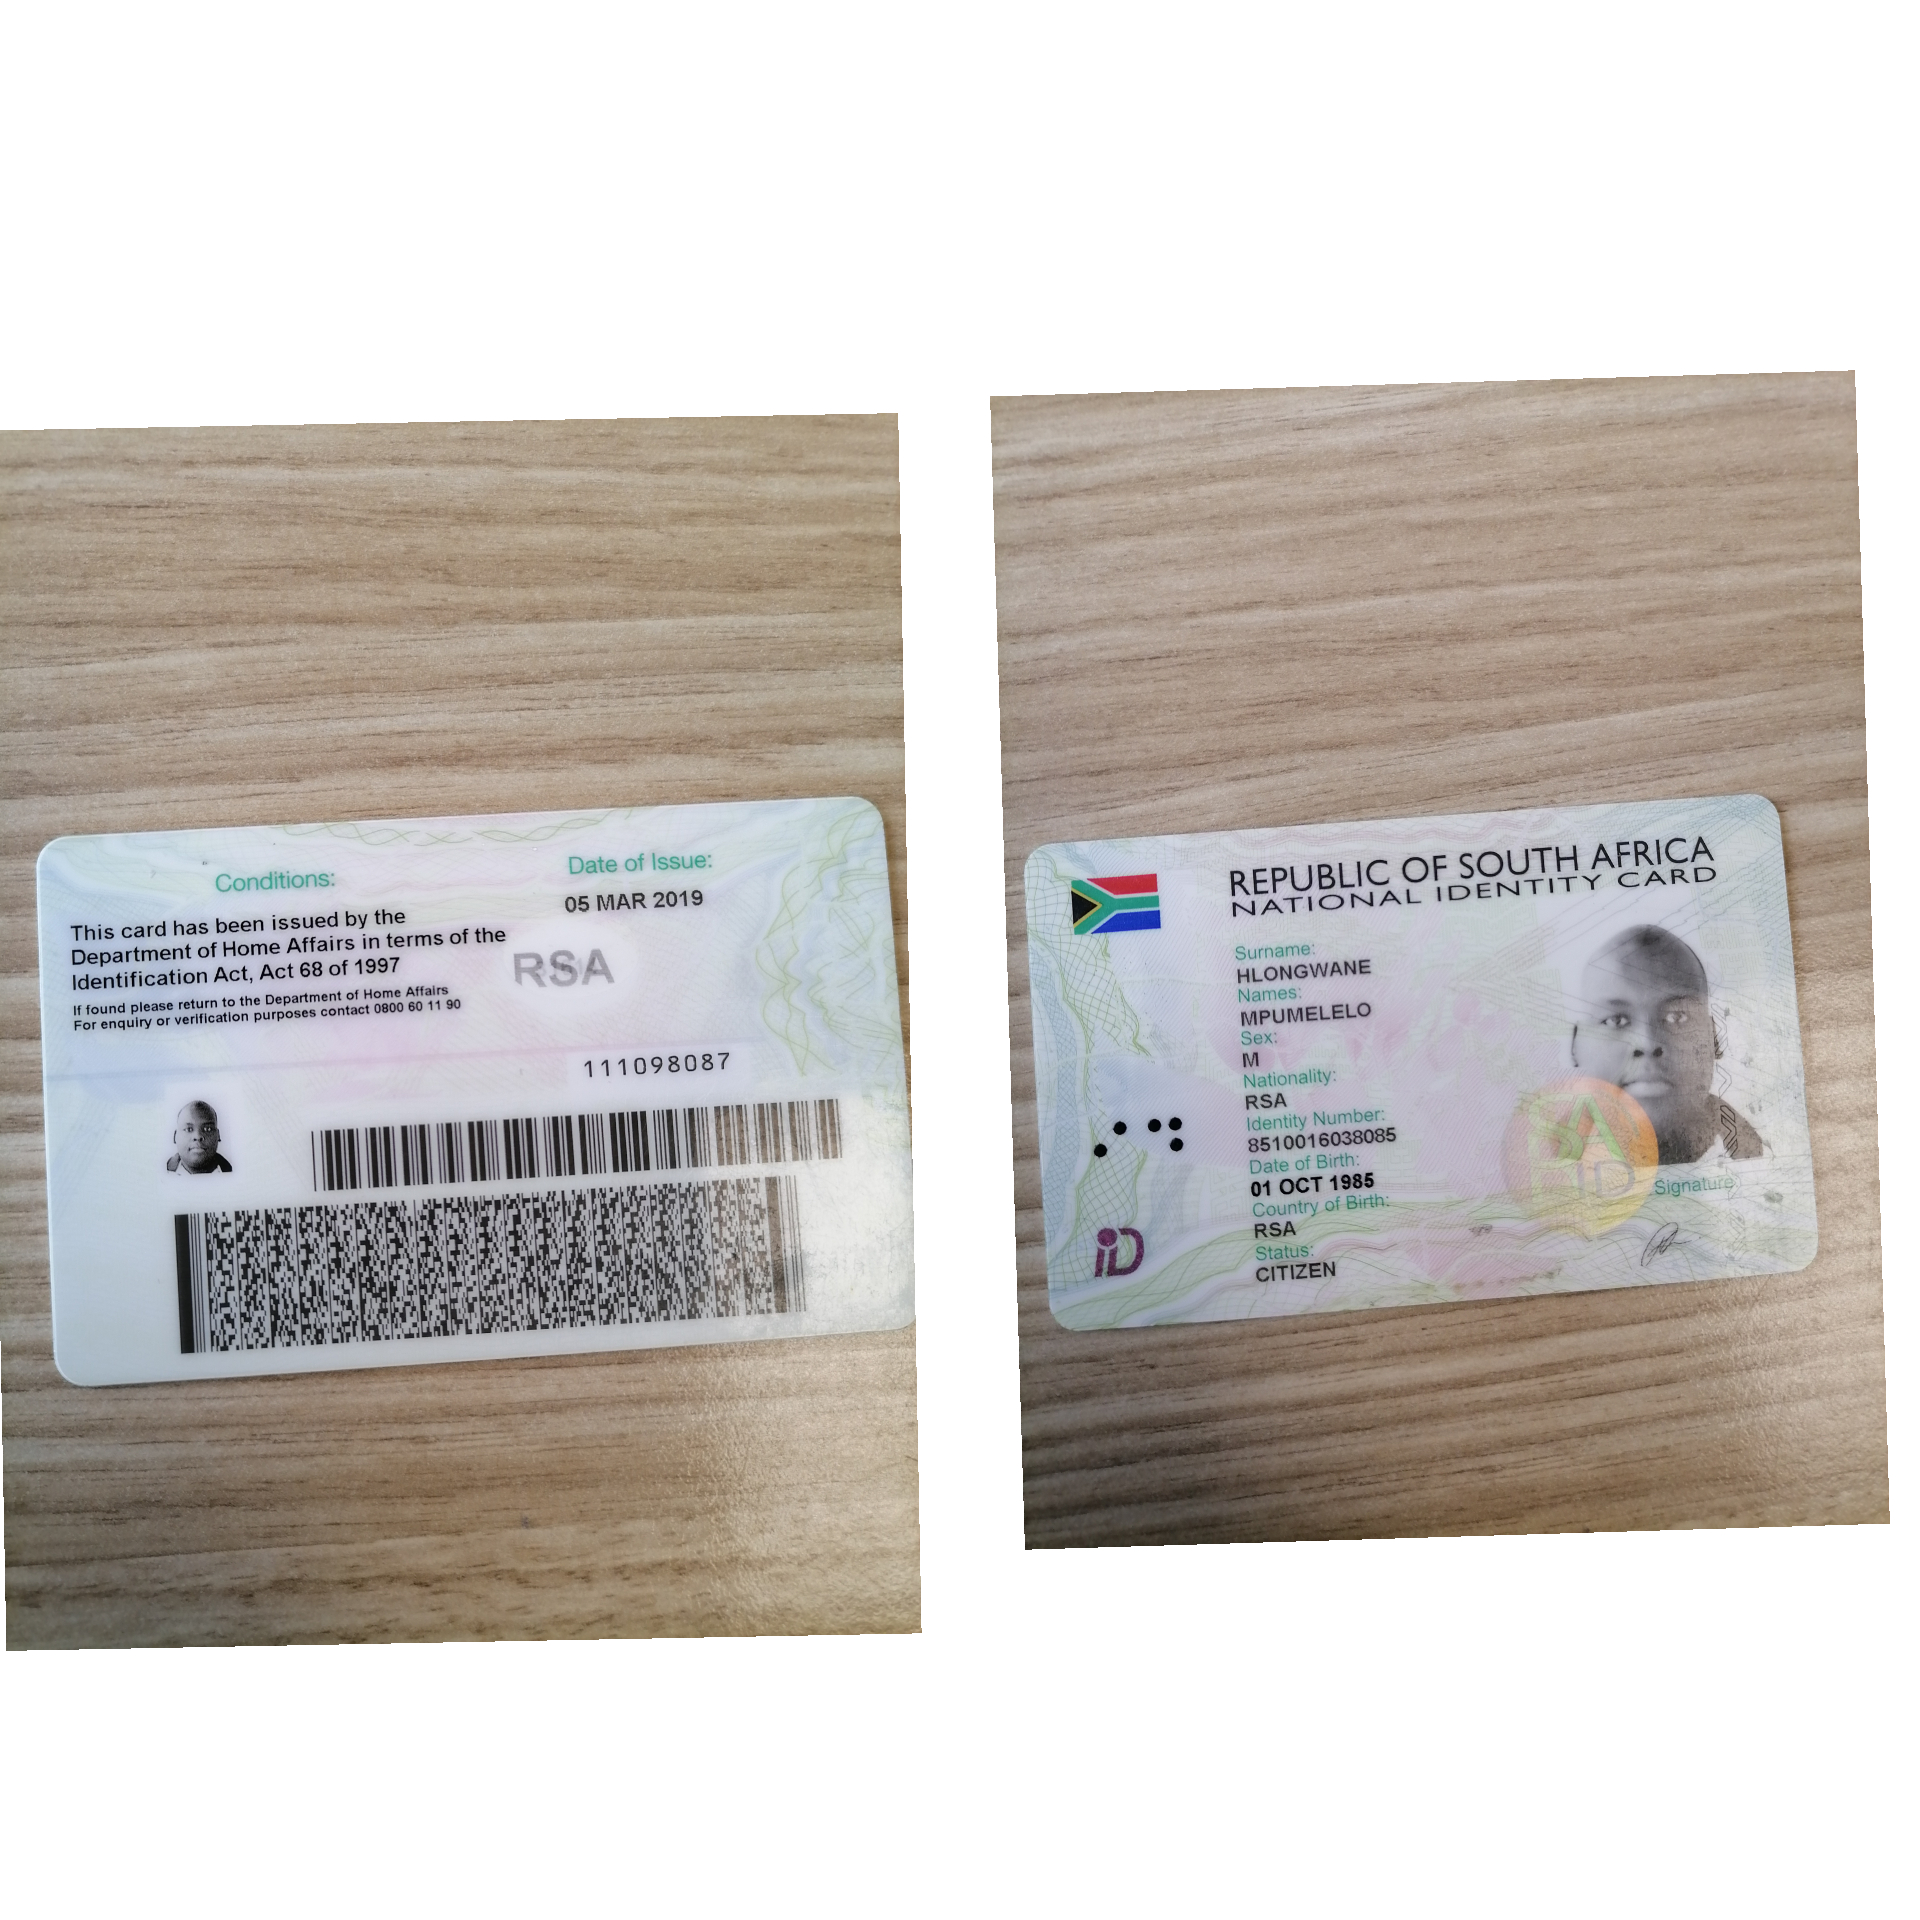 Conditions:
Date of Issue:
05 MAR 2019
This card has been issued by the
Department of Home Affairs in terms of the
Identification Act, Act 68 of 1997
RSA
If found please return to the Department of Home Affairs
For enquiry or verification purposes contact 0800 60 11 90
111098087
REPUBLIC OF SOUTH AFRICA
NATIONAL IDENTITY CARD
Surname:
HLONGWANE
Names:
MPUMELELO
Sex:
M
Nationality:
RSA
Identity Number:
8510016038085
Date of Birth:
01 OCT 1985
Country of Birth:
RSA
Status:
CITIZEN
Signature
iD